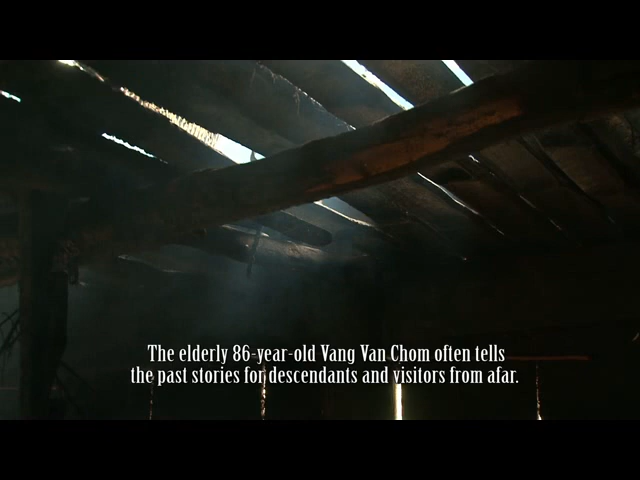 The elderly 86-year-old Vang Van Chom often tells
the past stories for descendants and visitors from afar.